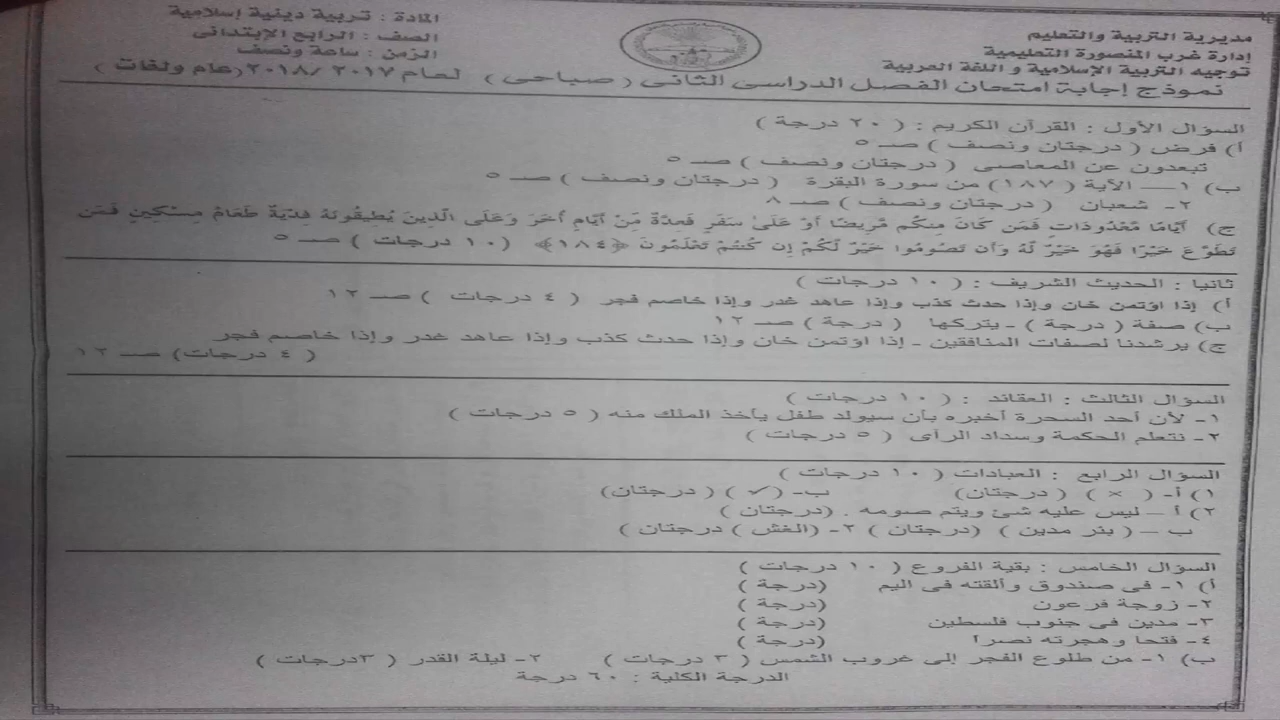 مديرية التربية والتعليم
إدارة غرب المنصورة التعليمية
توجيه التربية الإسلامية و اللغة العربية
المادة : تربية دينية إسلامية
الصف : الرابع الإبتدائى
الزمن : ساعة ونصف
نموذج إجابة امتحان الفصل الدراسى الثانى ( صباحى ) لعام ٢٠١٧ /٢٠١٨ (عام ولغات )
السؤال الأول : القرآن الكريم : ( ٢٠ درجة )
أ) فرض ( درجتان ونصف ) صـ ٥
تبعدون عن المعاصى ( درجتان ونصف ) صـ ٥
ب) ١ – الآية ( ١٨٧ ) من سورة البقرة ( درجتان ونصف ) صـ ٥
٢- شعبان ( درجتان ونصف ) صـ ٨
ج) أَيَّامًا مَّعْدُودَاتٍ فَمَن كَانَ مِنكُم مَّرِيضًا أَوْ عَلَىٰ سَفَرٍ فَعِدَّةٌ مِّنْ أَيَّامٍ أُخَرَ وَعَلَى الَّذِينَ يُطِيقُونَهُ فِدْيَةٌ طَعَامُ مِسْكِينٍ فَمَن
تَطَوَّعَ خَيْرًا فَهُوَ خَيْرٌ لَّهُ وَأَن تَصُومُوا خَيْرٌ لَّكُمْ إِن كُنتُمْ تَعْلَمُونَ ﴿١٨٤﴾ ( ١٠ درجات ) صـ ٥
ثانيا : الحديث الشريف : ( ١٠ درجات )
أ) إذا اؤتمن خان وإذا حدث كذب وإذا عاهد غدر وإذا خاصم فجر ( ٤ درجات ) صـ ١٢
ب) صفة ( درجة ) - يتركها ( درجة ) صـ ١٢
ج) يرشدنا لصفات المنافقين - إذا اؤتمن خان وإذا حدث كذب وإذا عاهد غدر وإذا خاصم فجر
( ٤ درجات ) صـ ١٢
السؤال الثالث : العقائد : ( ١٠ درجات )
١- لأن أحد السحرة أخبره بأن سيولد طفل يأخذ الملك منه ( ٥ درجات )
٢- نتعلم الحكمة وسداد الرأى ( ٥ درجات )
السؤال الرابع : العبادات ( ١٠ درجات )
١) أ- ( × ) ( درجتان) ب- ( ✓ ) ( درجتان)
٢) أ – ليس عليه شئ ويتم صومه . (درجتان )
ب – ( بئر مدين ) (درجتان ) ٢- (الغش ) درجتان )
السؤال الخامس : بقية الفروع ( ١٠ درجات )
أ) ١- فى صندوق وألقته فى اليم (درجة )
٢- زوجة فرعون (درجة )
٣- مدين فى جنوب فلسطين (درجة )
٤- فتحا وهجرته نصرا (درجة )
ب) ١- من طلوع الفجر إلى غروب الشمس ( ٣ درجات ) ٢- ليلة القدر ( ٣درجات )
الدرجة الكلية : ٦٠ درجة